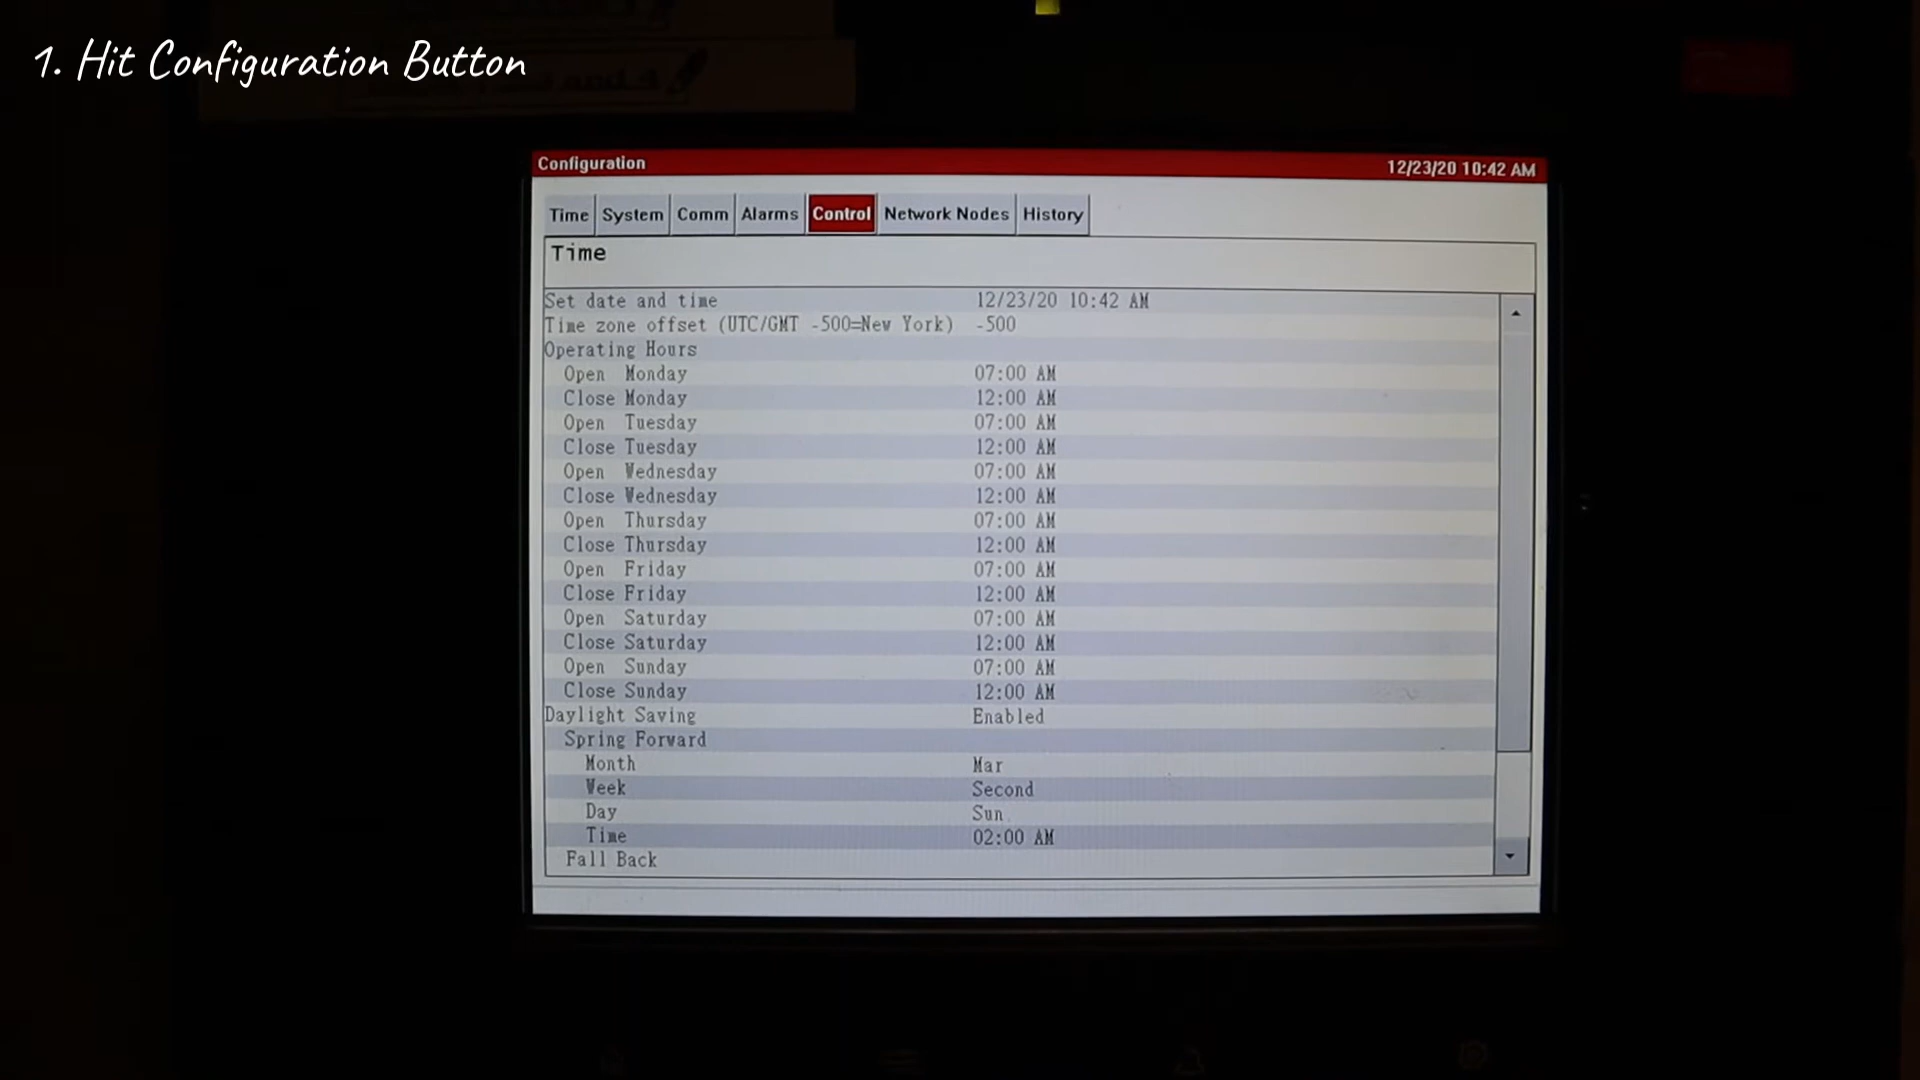 1. Hit Configuration Button
Configuration 12/23/20 10:42 AM
Time System Comm Alarms Control Network Nodes History
Time
Set date and time 12/23/20 10:42 AM
Time zone offset (UTC/GMT -500=New York) -500
Operating Hours
Open Monday 07:00 AM
Close Monday 12:00 AM
Open Tuesday 07:00 AM
Close Tuesday 12:00 AM
Open Wednesday 07:00 AM
Close Wednesday 12:00 AM
Open Thursday 07:00 AM
Close Thursday 12:00 AM
Open Friday 07:00 AM
Close Friday 12:00 AM
Open Saturday 07:00 AM
Close Saturday 12:00 AM
Open Sunday 07:00 AM
Close Sunday 12:00 AM
Daylight Saving Enabled
Spring Forward
Month Mar
Week Second
Day Sun
Time 02:00 AM
Fall Back